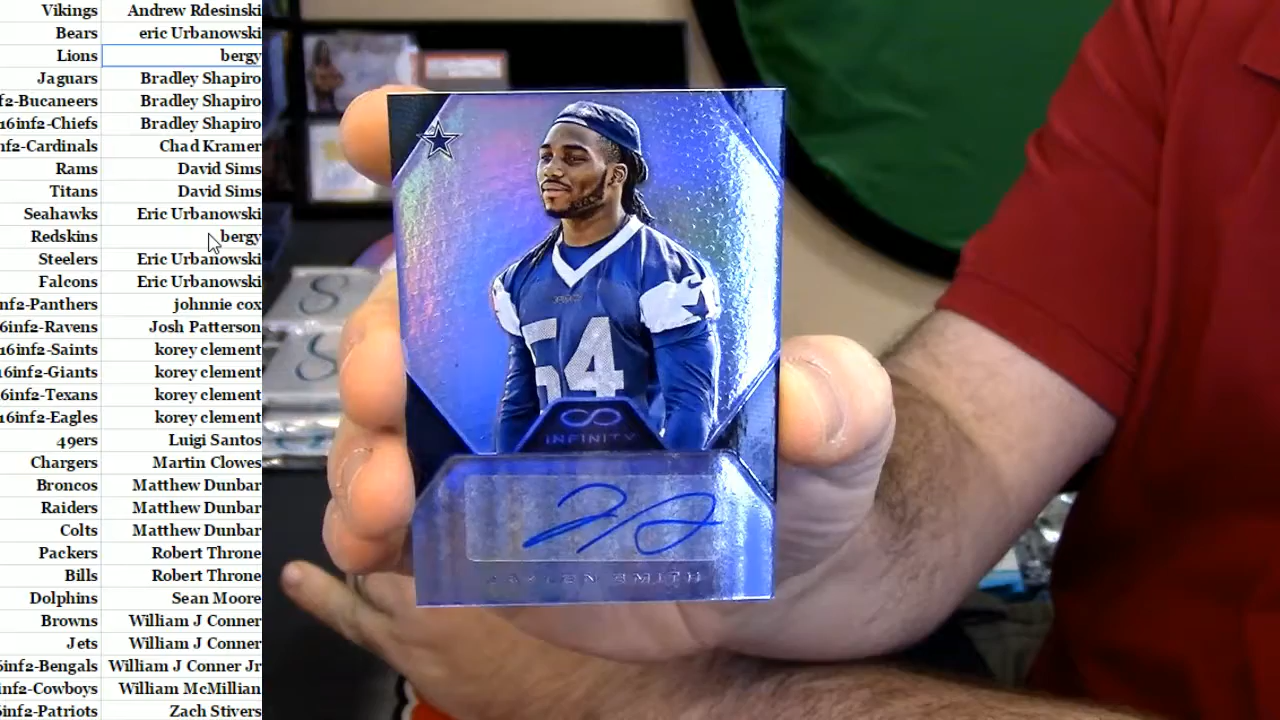 Vikings Andrew Rdesinski
Bears eric Urbanowski
Lions bergy
Jaguars Bradley Shapiro
f2-Bucaneers Bradley Shapiro
16inf2-Chiefs Bradley Shapiro
nf2-Cardinals Chad Kramer
Rams David Sims
Titans David Sims
Seahawks Eric Urbanowski
Redskins bergy
Steelers Eric Urbanowski
Falcons Eric Urbanowski
nf2-Panthers johnnie cox
6inf2-Ravens Josh Patterson
16inf2-Saints korey clement
16inf2-Giants korey clement
6inf2-Texans korey clement
16inf2-Eagles korey clement
49ers Luigi Santos
Chargers Martin Clowes
Broncos Matthew Dunbar
Raiders Matthew Dunbar
Colts Matthew Dunbar
Packers Robert Throne
Bills Robert Throne
Dolphins Sean Moore
Browns William J Conner
Jets William J Conner
6inf2-Bengals William J Conner Jr
inf2-Cowboys William McMillian
6inf2-Patriots Zach Stivers
54
INFINITY
JAYLON SMITH